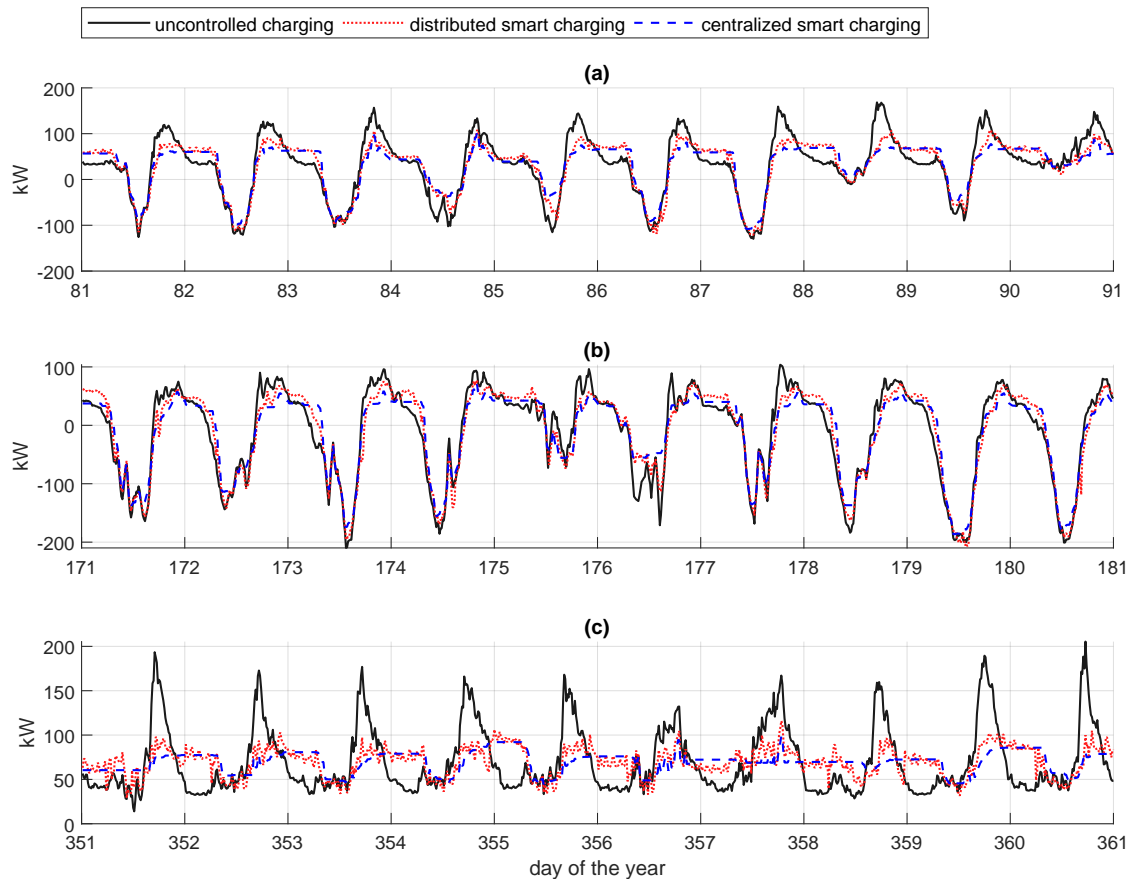 uncontrolled charging distributed smart charging centralized smart charging
(a)
200
100
0
-100
-200
kW
81 82 83 84 85 86 87 88 89 90 91
(b)
100
0
-100
-200
kW
171 172 173 174 175 176 177 178 179 180 181
(c)
200
150
100
50
0
kW
351 352 353 354 355 356 357 358 359 360 361
day of the year